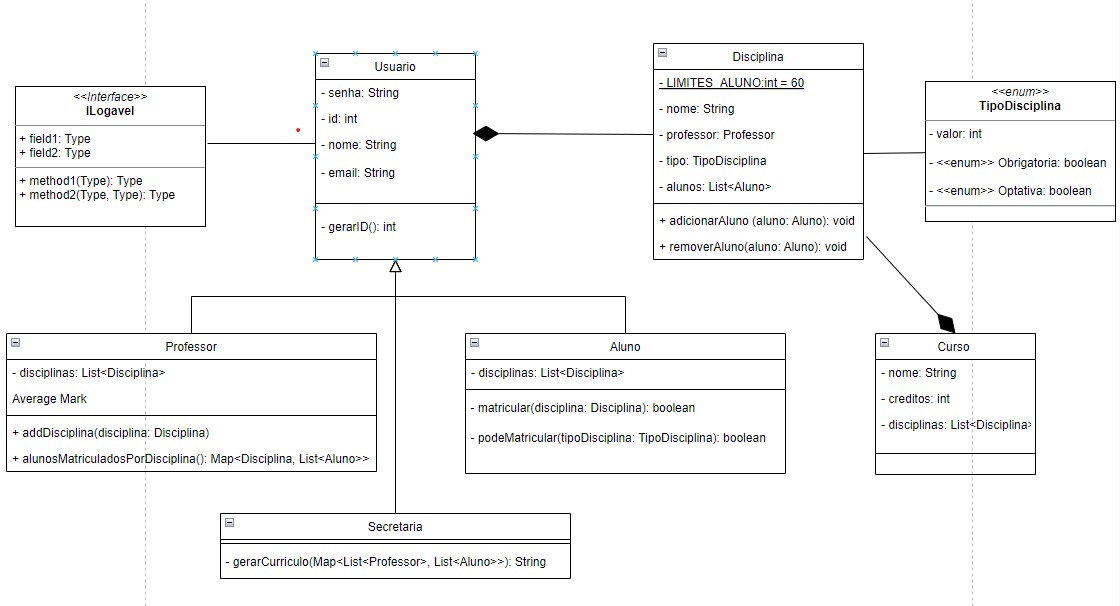 <<Interface>>
ILogavel
+ field1: Type
+ field2: Type
+ method1(Type): Type
+ method2(Type, Type): Type
Usuario
- senha: String
- id: int
- nome: String
- email: String
- gerarID(): int
Disciplina
- LIMITES_ALUNO:int = 60
- nome: String
- professor: Professor
- tipo: TipoDisciplina
- alunos: List<Aluno>
+ adicionarAluno (aluno: Aluno): void
+ removerAluno(aluno: Aluno): void
<<enum>>
TipoDisciplina
- valor: int
- <<enum>> Obrigatoria: boolean
- <<enum>> Optativa: boolean
Professor
- disciplinas: List<Disciplina>
Average Mark
+ addDisciplina(disciplina: Disciplina)
+ alunosMatriculadosPorDisciplina(): Map<Disciplina, List<Aluno>>
Aluno
- disciplinas: List<Disciplina>
- matricular(disciplina: Disciplina): boolean
- podeMatricular(tipoDisciplina: TipoDisciplina): boolean
Curso
- nome: String
- creditos: int
- disciplinas: List<Disciplina>
Secretaria
- gerarCurriculo(Map<List<Professor>, List<Aluno>>): String